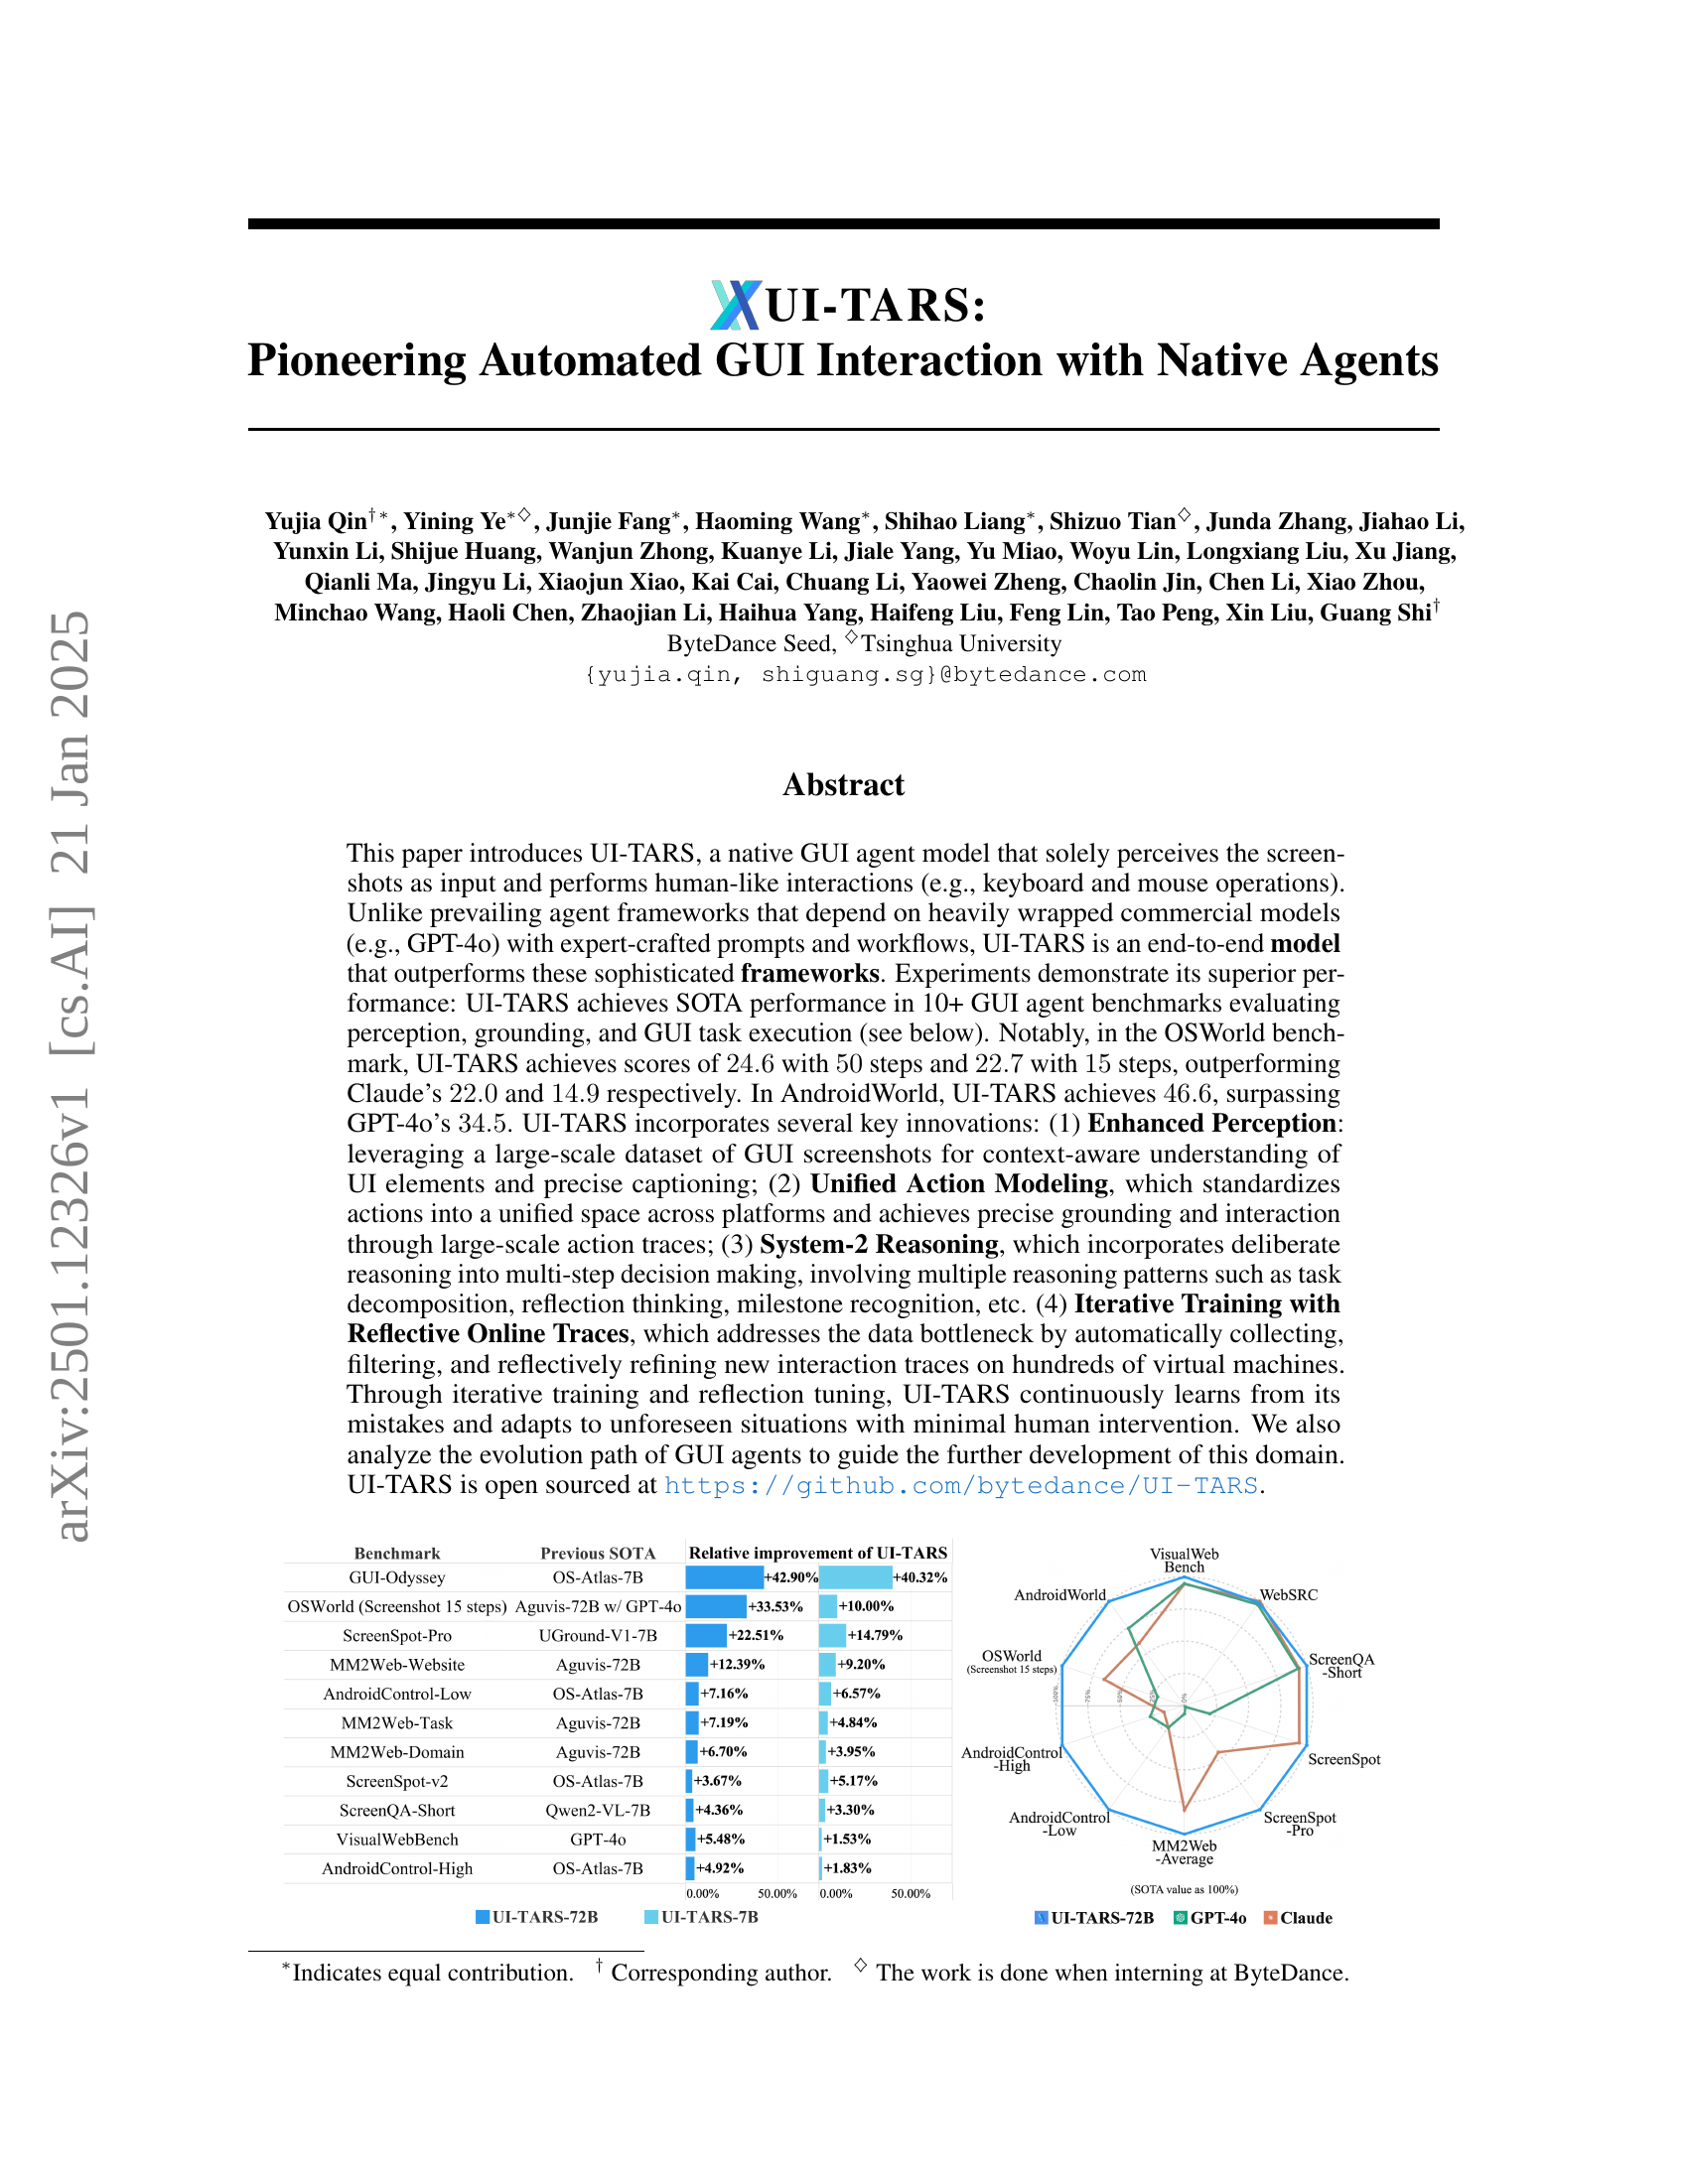 arXiv:2501.12326v1 [cs.AI] 21 Jan 2025
UI-TARS:
Pioneering Automated GUI Interaction with Native Agents
Yujia Qin†*, Yining Ye*♢, Junjie Fang*, Haoming Wang*, Shihao Liang*, Shizuo Tian♢, Junda Zhang, Jiahao Li,
Yunxin Li, Shijue Huang, Wanjun Zhong, Kuanye Li, Jiale Yang, Yu Miao, Woyu Lin, Longxiang Liu, Xu Jiang,
Qianli Ma, Jingyu Li, Xiaojun Xiao, Kai Cai, Chuang Li, Yaowei Zheng, Chaolin Jin, Chen Li, Xiao Zhou,
Minchao Wang, Haoli Chen, Zhaojian Li, Haihua Yang, Haifeng Liu, Feng Lin, Tao Peng, Xin Liu, Guang Shi†
ByteDance Seed, ♢Tsinghua University
{yujia.qin, shiguang.sg}@bytedance.com
Abstract
This paper introduces UI-TARS, a native GUI agent model that solely perceives the screen-
shots as input and performs human-like interactions (e.g., keyboard and mouse operations).
Unlike prevailing agent frameworks that depend on heavily wrapped commercial models
(e.g., GPT-4o) with expert-crafted prompts and workflows, UI-TARS is an end-to-end model
that outperforms these sophisticated frameworks. Experiments demonstrate its superior per-
formance: UI-TARS achieves SOTA performance in 10+ GUI agent benchmarks evaluating
perception, grounding, and GUI task execution (see below). Notably, in the OSWorld bench-
mark, UI-TARS achieves scores of 24.6 with 50 steps and 22.7 with 15 steps, outperforming
Claude's 22.0 and 14.9 respectively. In AndroidWorld, UI-TARS achieves 46.6, surpassing
GPT-4o's 34.5. UI-TARS incorporates several key innovations: (1) Enhanced Perception:
leveraging a large-scale dataset of GUI screenshots for context-aware understanding of
UI elements and precise captioning; (2) Unified Action Modeling, which standardizes
actions into a unified space across platforms and achieves precise grounding and interaction
through large-scale action traces; (3) System-2 Reasoning, which incorporates deliberate
reasoning into multi-step decision making, involving multiple reasoning patterns such as task
decomposition, reflection thinking, milestone recognition, etc. (4) Iterative Training with
Reflective Online Traces, which addresses the data bottleneck by automatically collecting,
filtering, and reflectively refining new interaction traces on hundreds of virtual machines.
Through iterative training and reflection tuning, UI-TARS continuously learns from its
mistakes and adapts to unforeseen situations with minimal human intervention. We also
analyze the evolution path of GUI agents to guide the further development of this domain.
UI-TARS is open sourced at https://github.com/bytedance/UI-TARS.
Benchmark Previous SOTA Relative improvement of UI-TARS
GUI-Odyssey OS-Atlas-7B +42.90% +40.32%
OSWorld (Screenshot 15 steps) Aguvis-72B w/ GPT-4o +33.53% +10.00%
ScreenSpot-Pro UGround-V1-7B +22.51% +14.79%
MM2Web-Website Aguvis-72B +12.39% +9.20%
AndroidControl-Low OS-Atlas-7B +7.16% +6.57%
MM2Web-Task Aguvis-72B +7.19% +4.84%
MM2Web-Domain Aguvis-72B +6.70% +3.95%
ScreenSpot-v2 OS-Atlas-7B +3.67% +5.17%
ScreenQA-Short Qwen2-VL-7B +4.36% +3.30%
VisualWebBench GPT-4o +5.48% +1.53%
AndroidControl-High OS-Atlas-7B +4.92% +1.83%
0.00% 50.00% 0.00% 50.00%
UI-TARS-72B UI-TARS-7B
VisualWeb
Bench
WebSRC
ScreenQA
-Short
ScreenSpot
ScreenSpot
-Pro
MM2Web
-Average
AndroidControl
-Low
AndroidControl
-High
OSWorld
(Screenshot 15 steps)
AndroidWorld
100% 75% 50% 25% 0%
(SOTA value as 100%)
UI-TARS-72B GPT-4o Claude
*Indicates equal contribution. † Corresponding author. ♢ The work is done when interning at ByteDance.